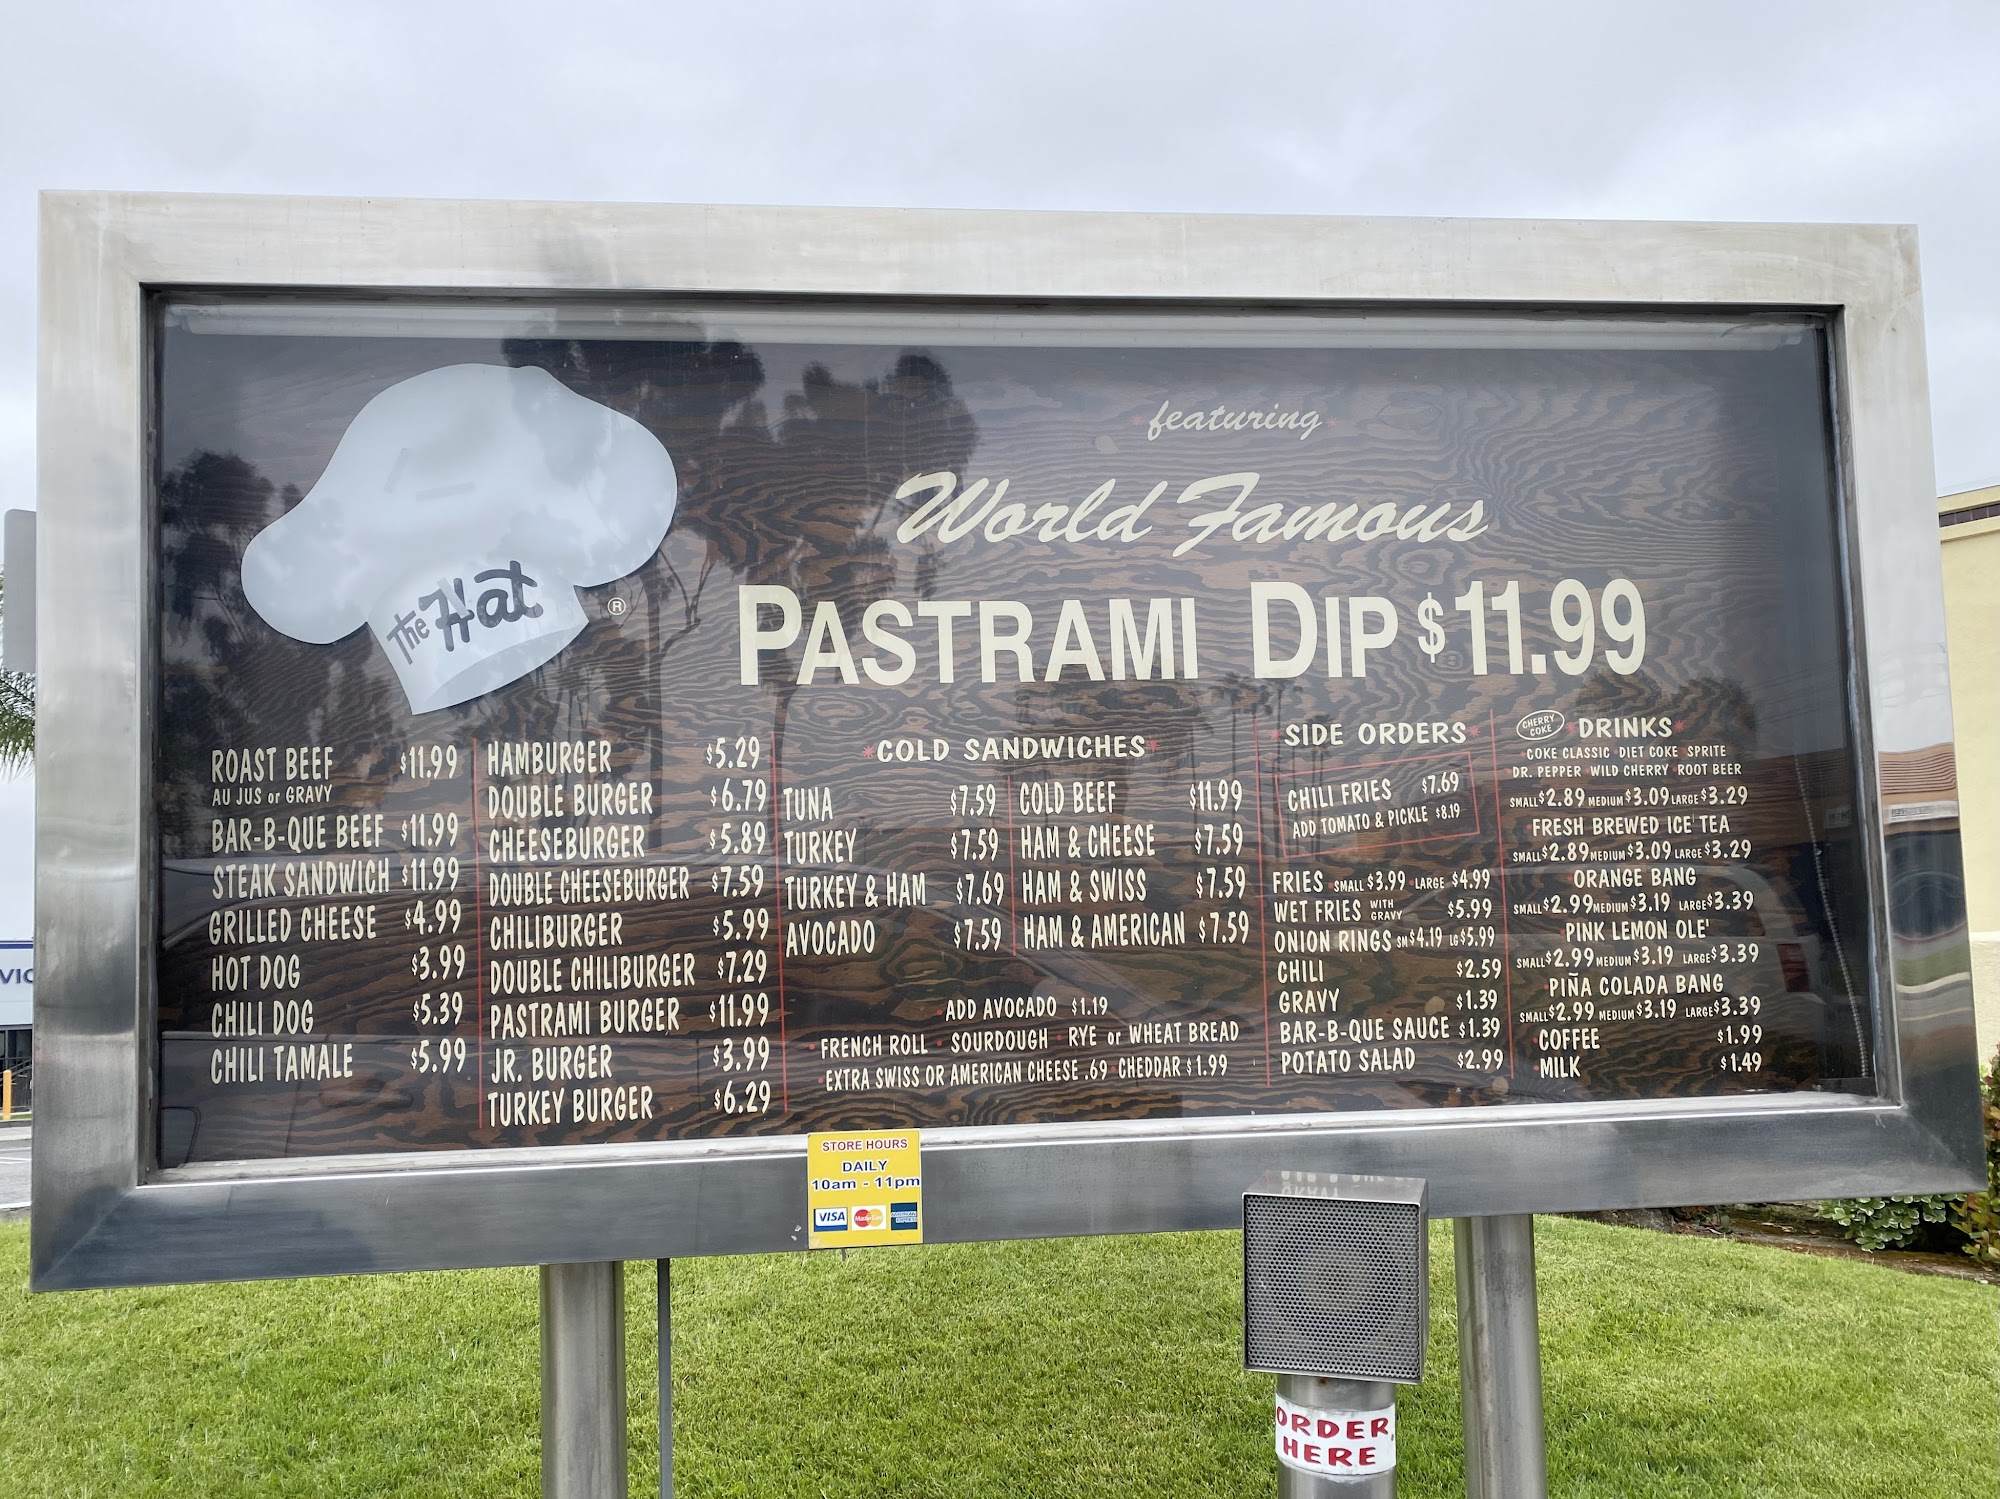 The Hat ®
featuring
World Famous
PASTRAMI DIP $11.99
ROAST BEEF $11.99
AU JUS or GRAVY
BAR-B-QUE BEEF $11.99
STEAK SANDWICH $11.99
GRILLED CHEESE $4.99
HOT DOG $3.99
CHILI DOG $5.39
CHILI TAMALE $5.99
HAMBURGER $5.29
DOUBLE BURGER $6.79
CHEESEBURGER $5.89
DOUBLE CHEESEBURGER $7.59
CHILIBURGER $5.99
DOUBLE CHILIBURGER $7.29
PASTRAMI BURGER $11.99
JR. BURGER $3.99
TURKEY BURGER $6.29
COLD SANDWICHES
TUNA $7.59
TURKEY $7.59
TURKEY & HAM $7.69
AVOCADO $7.59
COLD BEEF $11.99
HAM & CHEESE $7.59
HAM & SWISS $7.59
HAM & AMERICAN $7.59
ADD AVOCADO $1.19
FRENCH ROLL SOURDOUGH RYE or WHEAT BREAD
EXTRA SWISS OR AMERICAN CHEESE .69 CHEDDAR $1.99
SIDE ORDERS
CHILI FRIES $7.69
ADD TOMATO & PICKLE $8.19
FRIES SMALL $3.99 LARGE $4.99
WET FRIES WITH GRAVY $5.99
ONION RINGS SM $4.19 LG $5.99
CHILI $2.59
GRAVY $1.39
BAR-B-QUE SAUCE $1.39
POTATO SALAD $2.99
CHERRY COKE
DRINKS
COKE CLASSIC DIET COKE SPRITE
DR. PEPPER WILD CHERRY ROOT BEER
SMALL $2.89 MEDIUM $3.09 LARGE $3.29
FRESH BREWED ICE TEA
SMALL $2.89 MEDIUM $3.09 LARGE $3.29
ORANGE BANG
SMALL $2.99 MEDIUM $3.19 LARGE $3.39
PINK LEMON OLE'
SMALL $2.99 MEDIUM $3.19 LARGE $3.39
PIÑA COLADA BANG
SMALL $2.99 MEDIUM $3.19 LARGE $3.39
COFFEE $1.99
MILK $1.49
STORE HOURS
DAILY
10am - 11pm
VISA MasterCard AMERICAN EXPRESS
ORDER
HERE